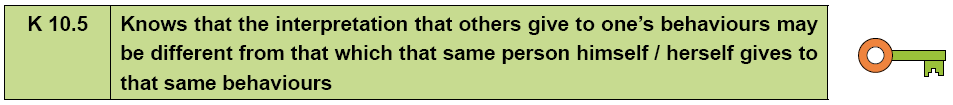 K 10.5
Knows that the interpretation that others give to one’s behaviours may
be different from that which that same person himself / herself gives to
that same behaviours